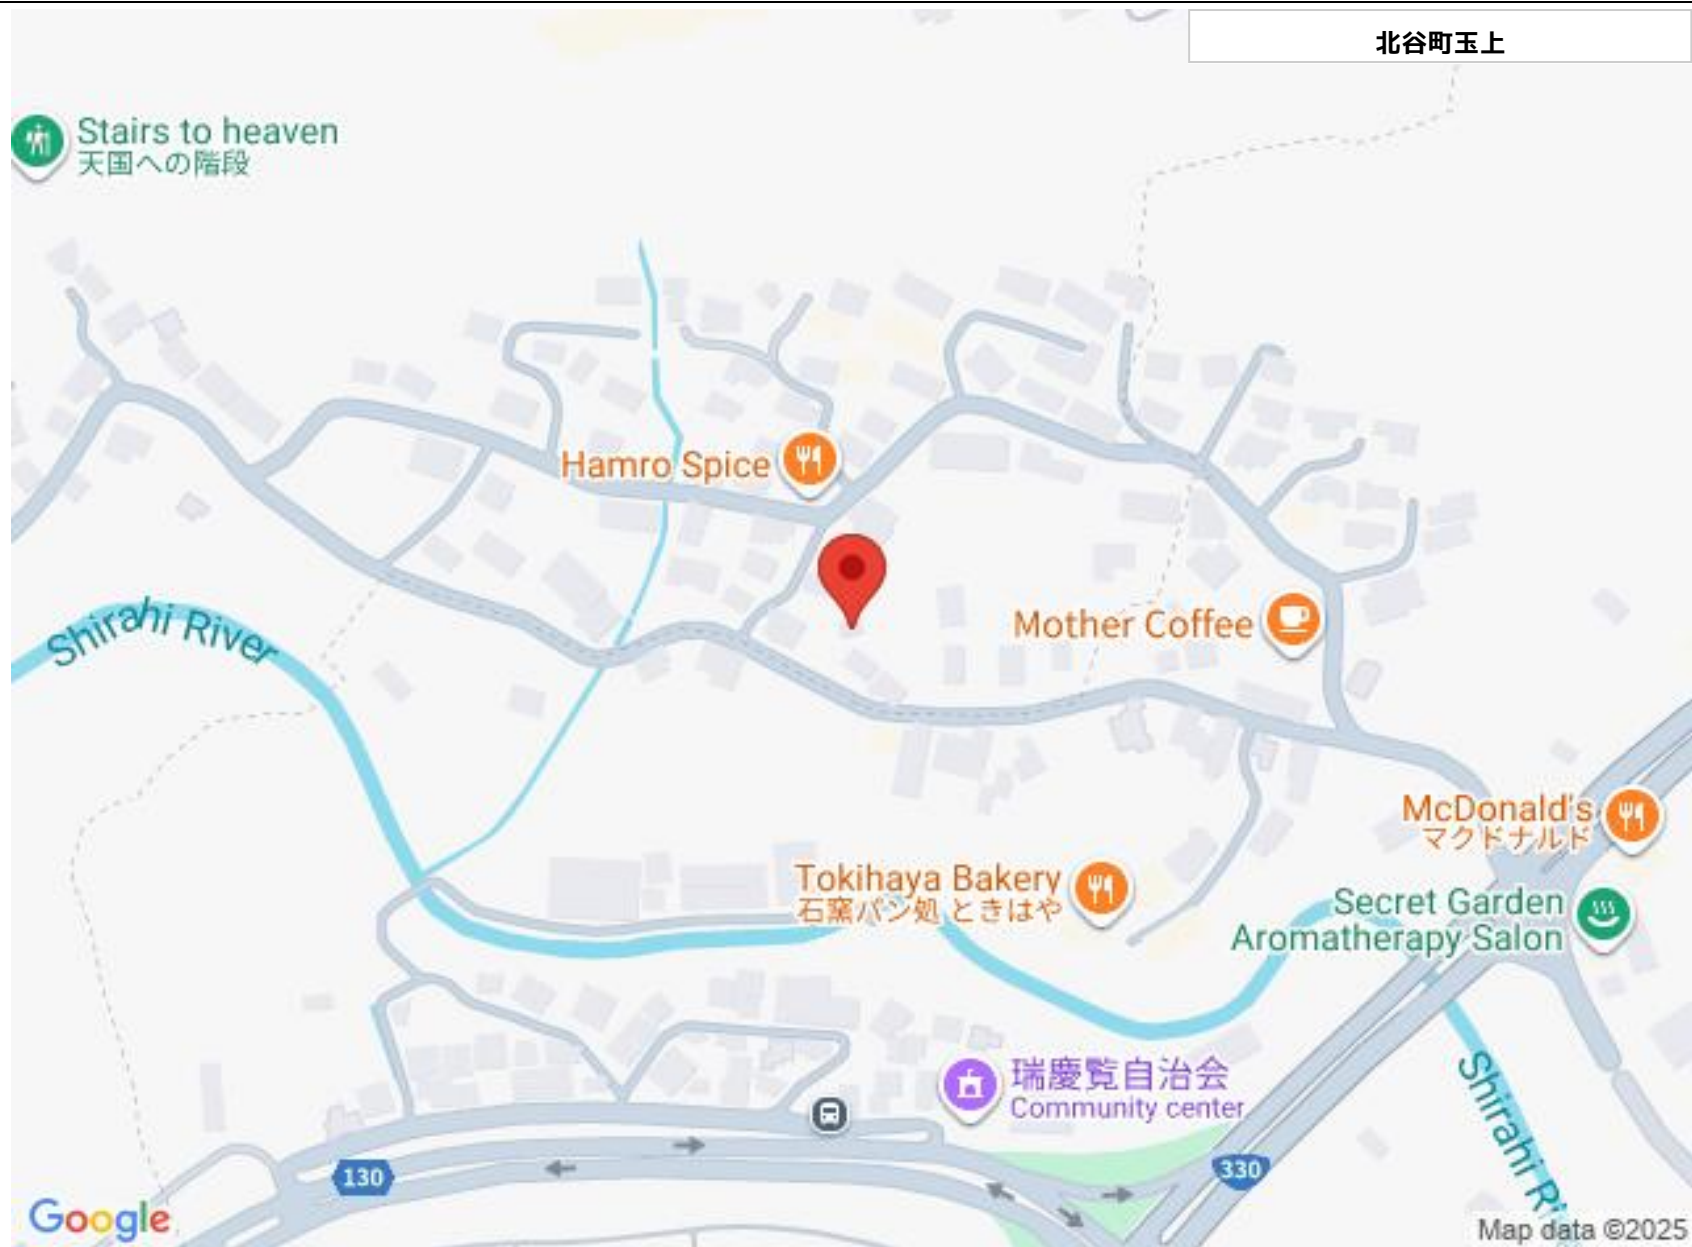 北谷町玉上
Stairs to heaven
天国への階段
Hamro Spice
Shirahi River
Mother Coffee
McDonald's
マクドナルド
Tokihaya Bakery
石窯パン処 ときはや
Secret Garden
Aromatherapy Salon
瑞慶覧自治会
Community center
Shirahi Ri
130
330
Google
Map data ©2025